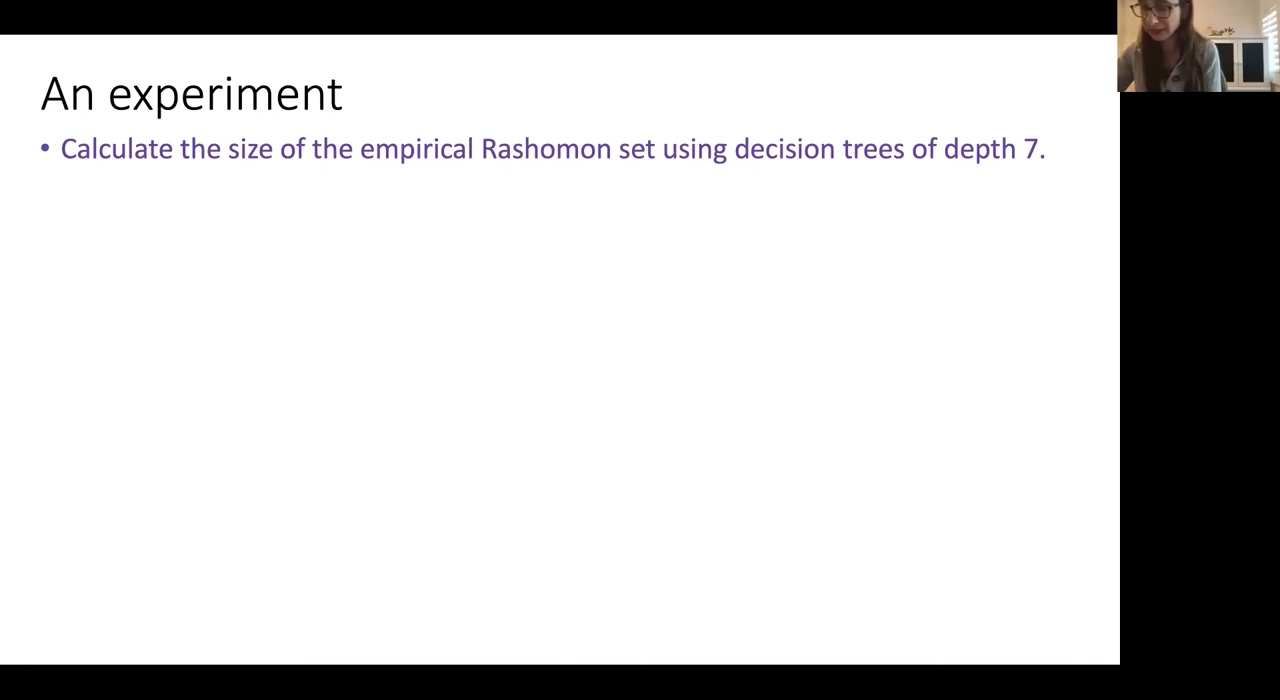 An experiment
• Calculate the size of the empirical Rashomon set using decision trees of depth 7.